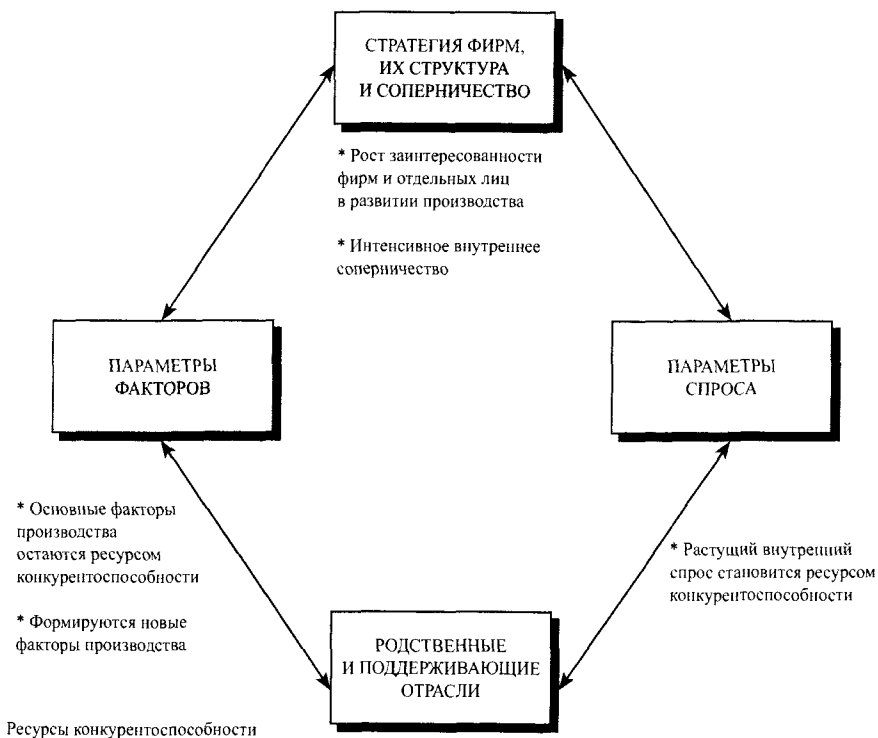 СТРАТЕГИЯ ФИРМ,
ИХ СТРУКТУРА
И СОПЕРНИЧЕСТВО
* Рост заинтересованности
фирм и отдельных лиц
в развитии производства
* Интенсивное внутреннее
соперничество
ПАРАМЕТРЫ
ФАКТОРОВ
ПАРАМЕТРЫ
СПРОСА
* Основные факторы
производства
остаются ресурсом
конкурентоспособности
* Формируются новые
факторы производства
* Растущий внутренний
спрос становится ресурсом
конкурентоспособности
РОДСТВЕННЫЕ
И ПОДДЕРЖИВАЮЩИЕ
ОТРАСЛИ
Ресурсы конкурентоспособности